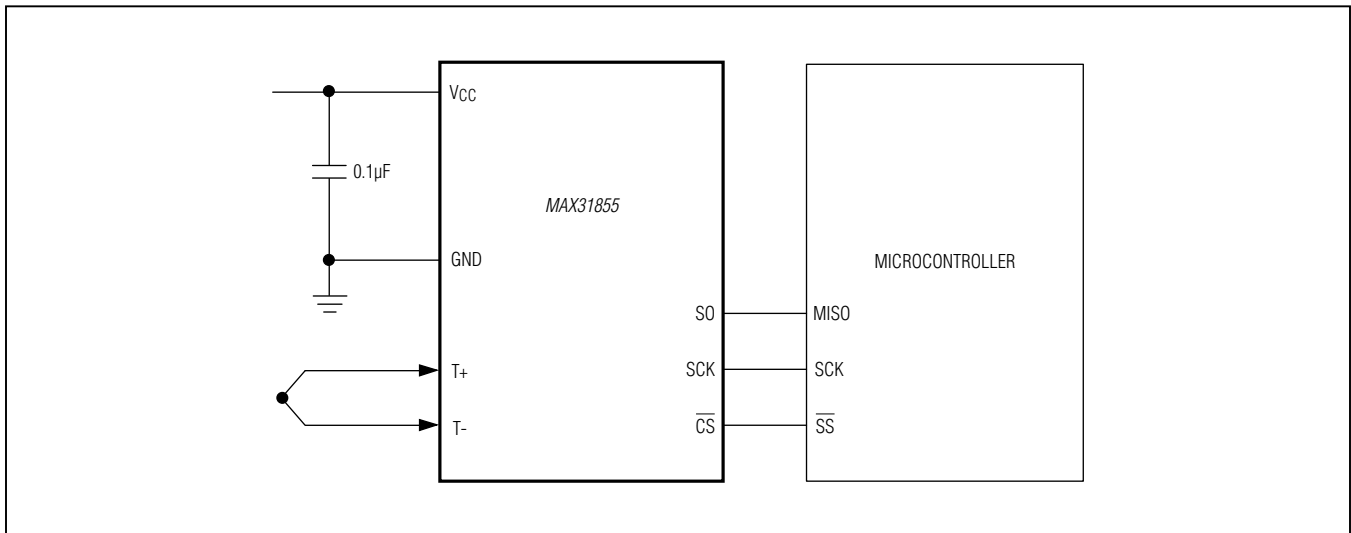 VCC
0.1µF
MAX31855
GND
MICROCONTROLLER
SO
MISO
T+
SCK
SCK
T-
CS
SS